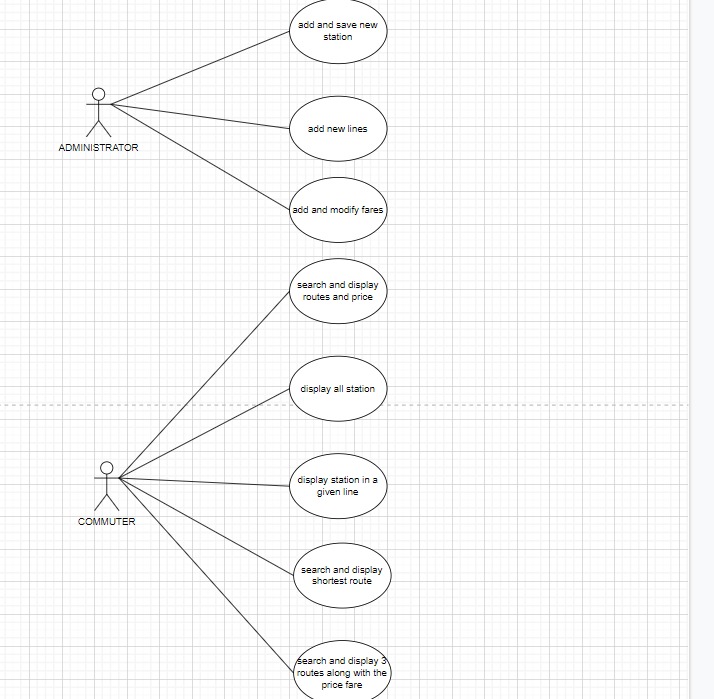 add and save new
station
ADMINISTRATOR
add new lines
add and modify fares
search and display
routes and price
display all station
display station in a
given line
COMMUTER
search and display
shortest route
search and display 3
routes along with the
price fare